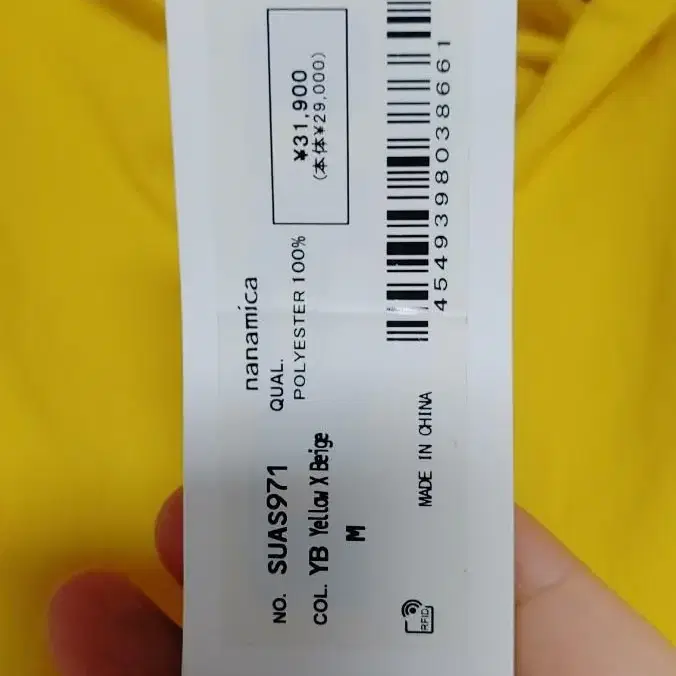 nanamica
QUAL.
POLYESTER 100%
¥31,900
(本体¥29,000)
NO. SUAS971
COL. YB Yellow X Beige
M
4549398038661
MADE IN CHINA
RFID